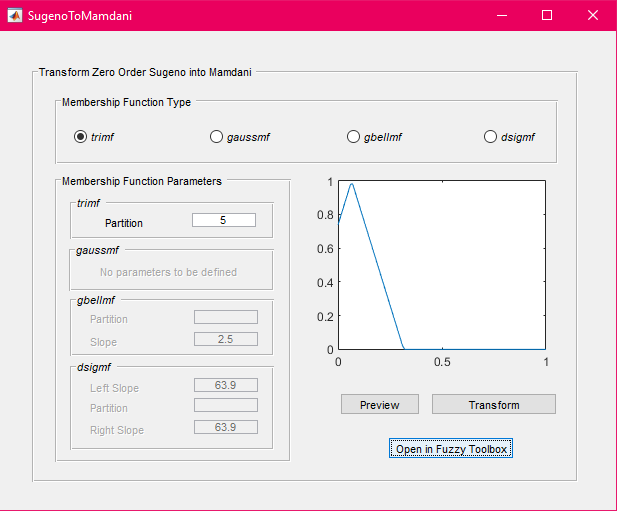 SugenoToMamdani
Transform Zero Order Sugeno into Mamdani
Membership Function Type
trimf gaussmf gbellmf dsigmf
Membership Function Parameters
trimf
Partition 5
gaussmf
No parameters to be defined
gbellmf
Partition
Slope 2.5
dsigmf
Left Slope 63.9
Partition
Right Slope 63.9
1
0.8
0.6
0.4
0.2
0
0 0.5 1
Preview Transform
Open in Fuzzy Toolbox